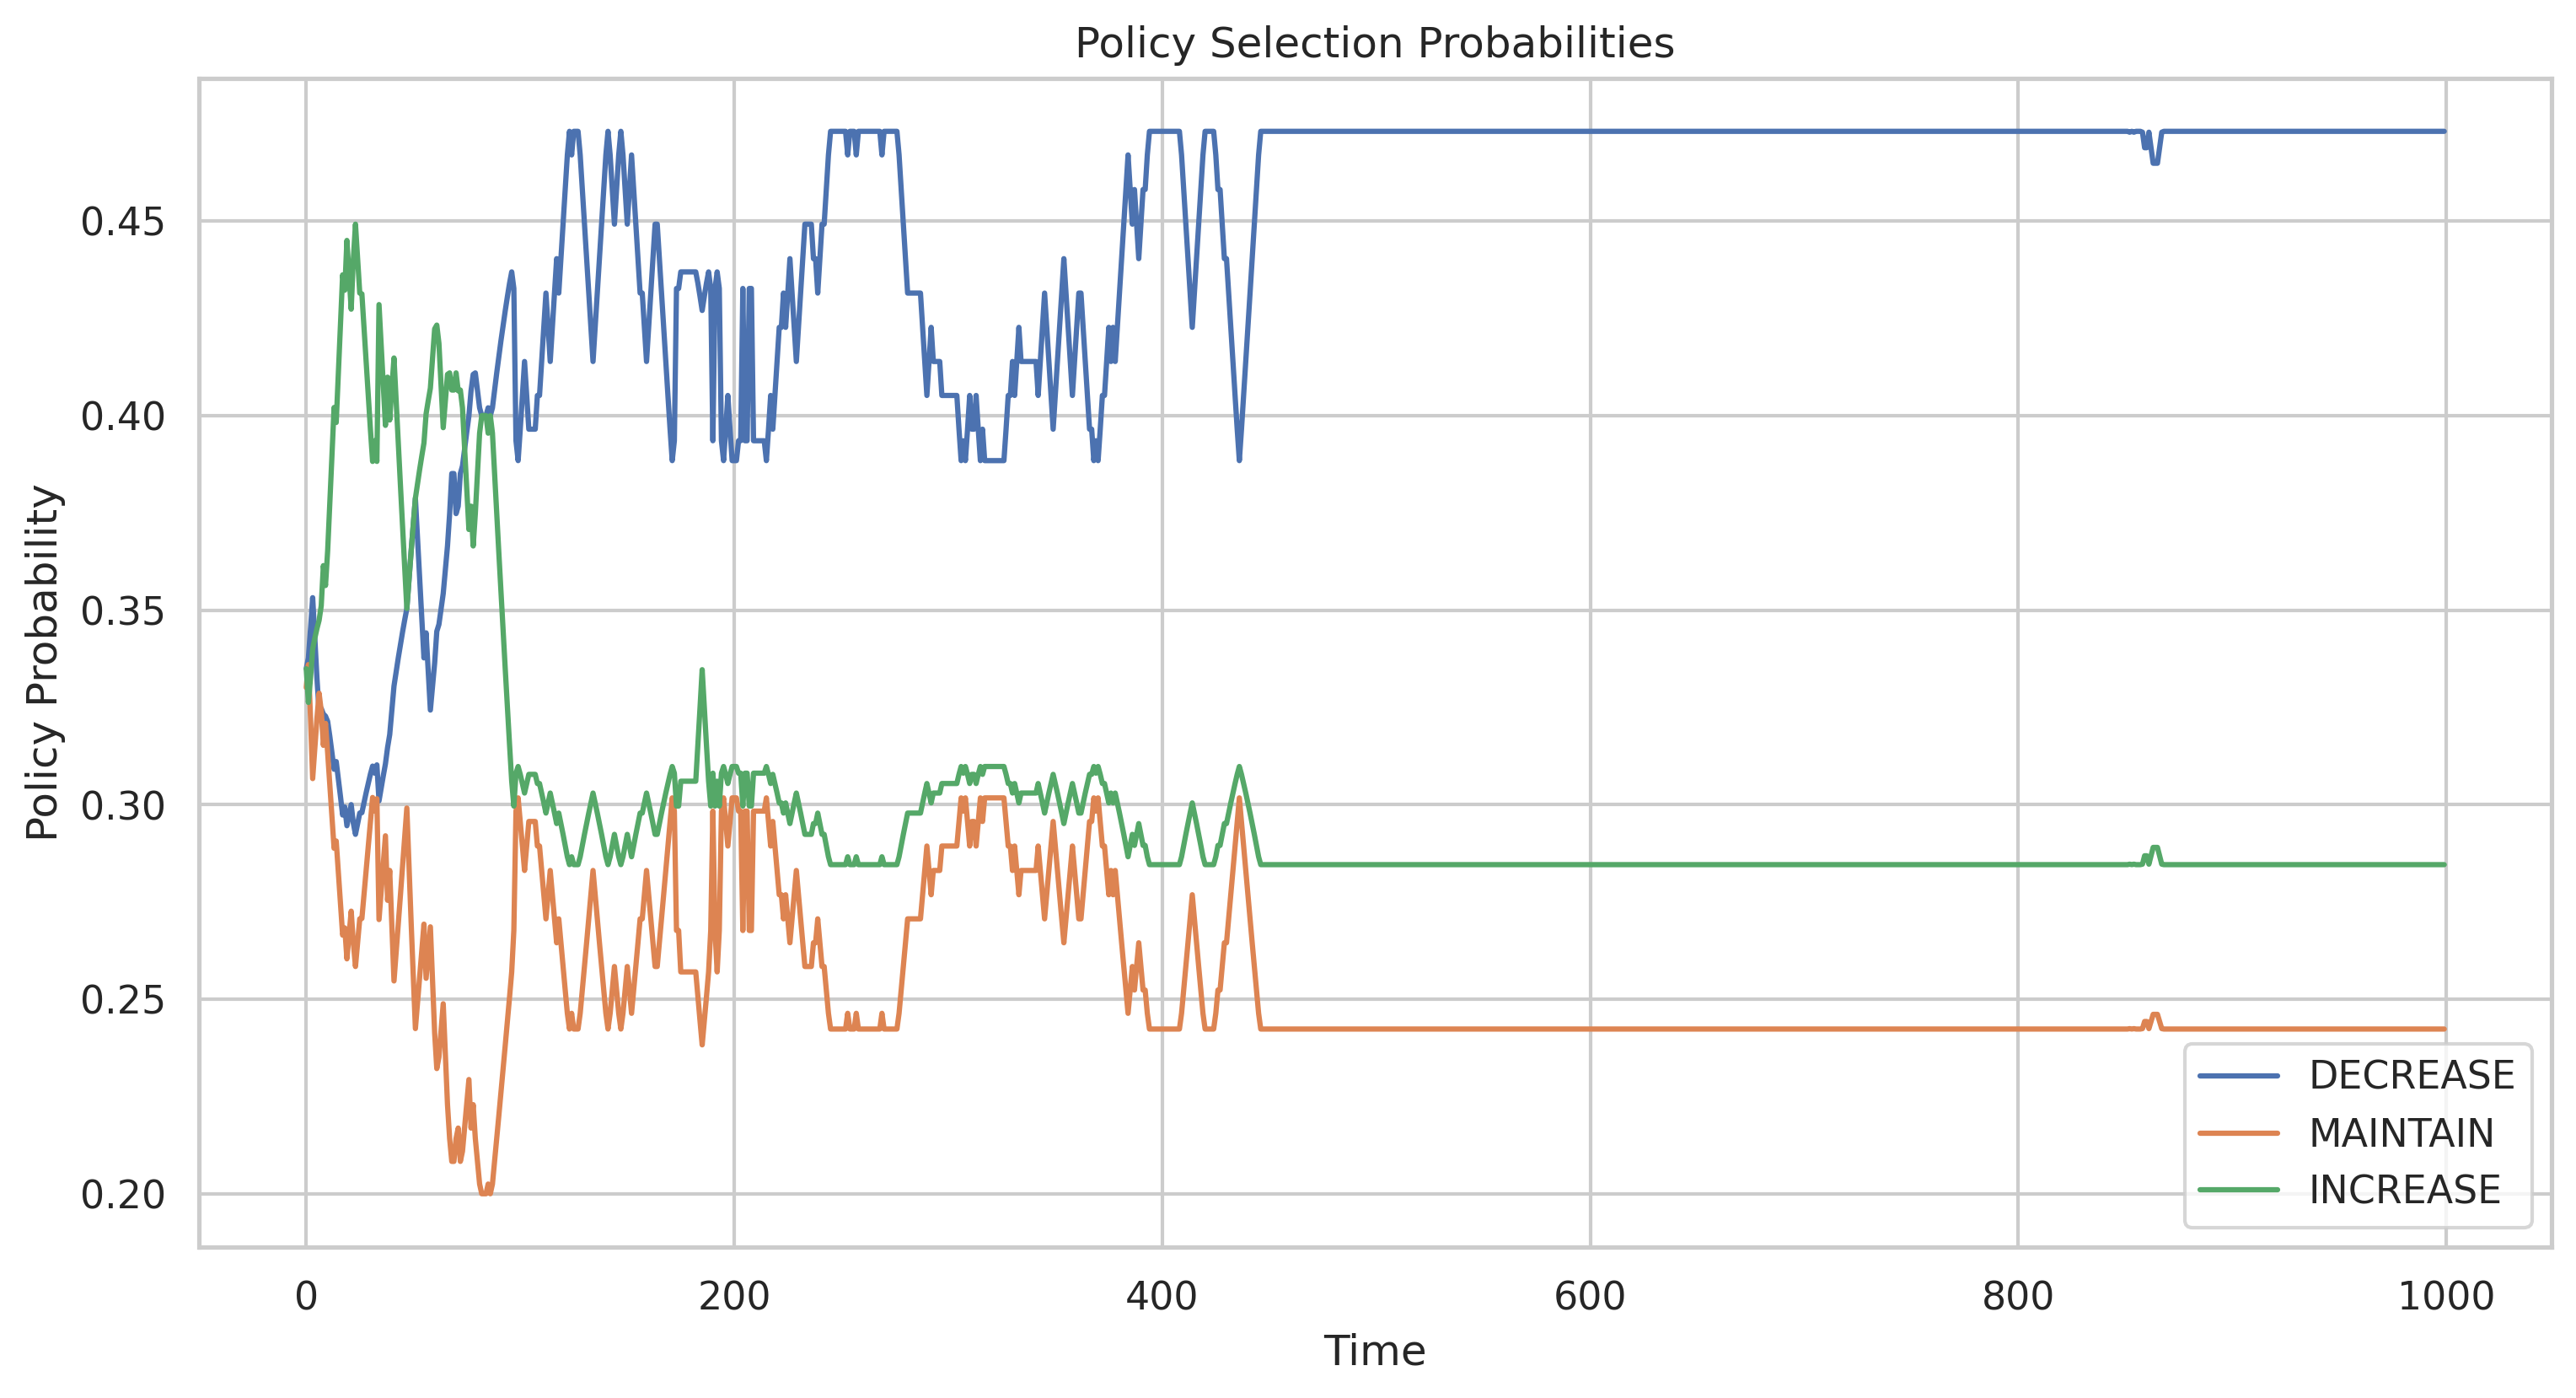 Policy Selection Probabilities
Policy Probability
0.45
0.40
0.35
0.30
0.25
0.20
0 200 400 600 800 1000
Time
DECREASE
MAINTAIN
INCREASE